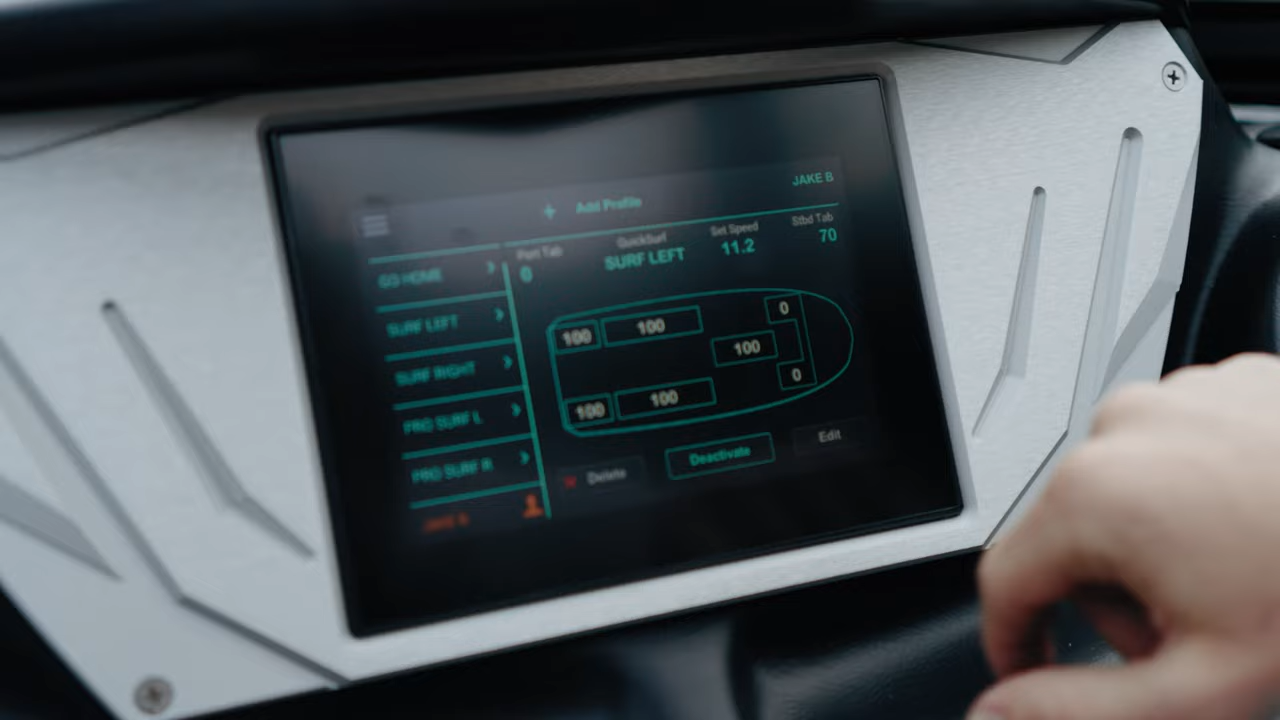 JAKE B
+ Add Profile
Port Tab QuickSurf Set Speed Stbd Tab
0 SURF LEFT 11.2 70
GO HOME
SURF LEFT
SURF RIGHT
PRO SURF L
PRO SURF R
JAKE B
100 100 0
100
100 100 0
Delete Deactivate Edit